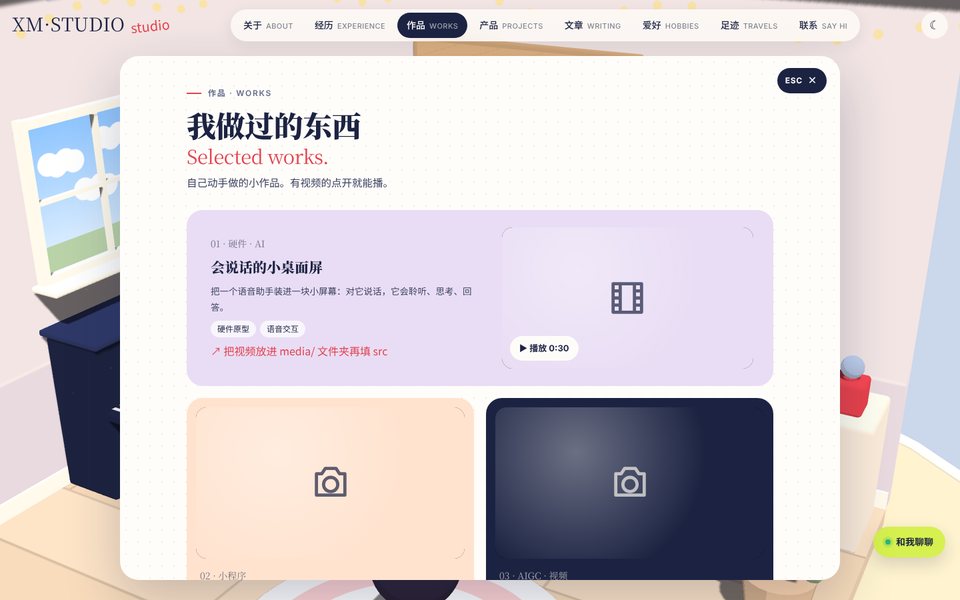 XM·STUDIO studio
关于 ABOUT
经历 EXPERIENCE
作品 WORKS
产品 PROJECTS
文章 WRITING
爱好 HOBBIES
足迹 TRAVELS
联系 SAY HI
ESC ✕
作品 · WORKS
我做过的东西
Selected works.
自己动手做的小作品。有视频的点开就能播。
01 · 硬件 · AI
会说话的小桌面屏
把一个语音助手装进一块小屏幕：对它说话，它会聆听、思考、回
答。
硬件原型 语音交互
↗ 把视频放进 media/ 文件夹再填 src
▶ 播放 0:30
02 · 小程序
03 · AIGC · 视频
和我聊聊